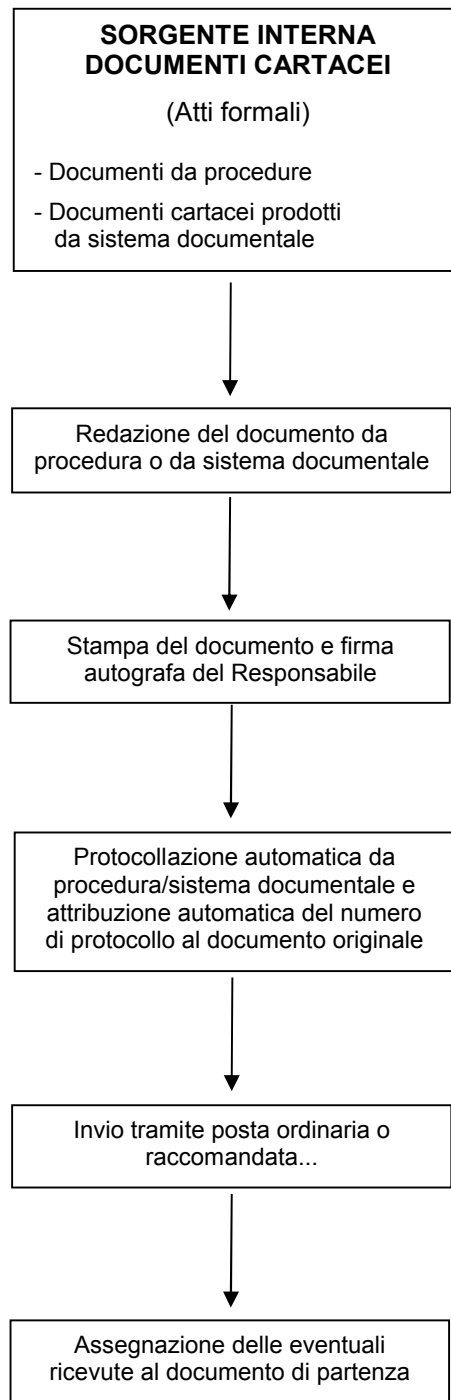 SORGENTE INTERNA
DOCUMENTI CARTACEI
(Atti formali)
- Documenti da procedure
- Documenti cartacei prodotti
da sistema documentale
Redazione del documento da
procedura o da sistema documentale
Stampa del documento e firma
autografa del Responsabile
Protocollazione automatica da
procedura/sistema documentale e
attribuzione automatica del numero
di protocollo al documento originale
Invio tramite posta ordinaria o
raccomandata...
Assegnazione delle eventuali
ricevute al documento di partenza